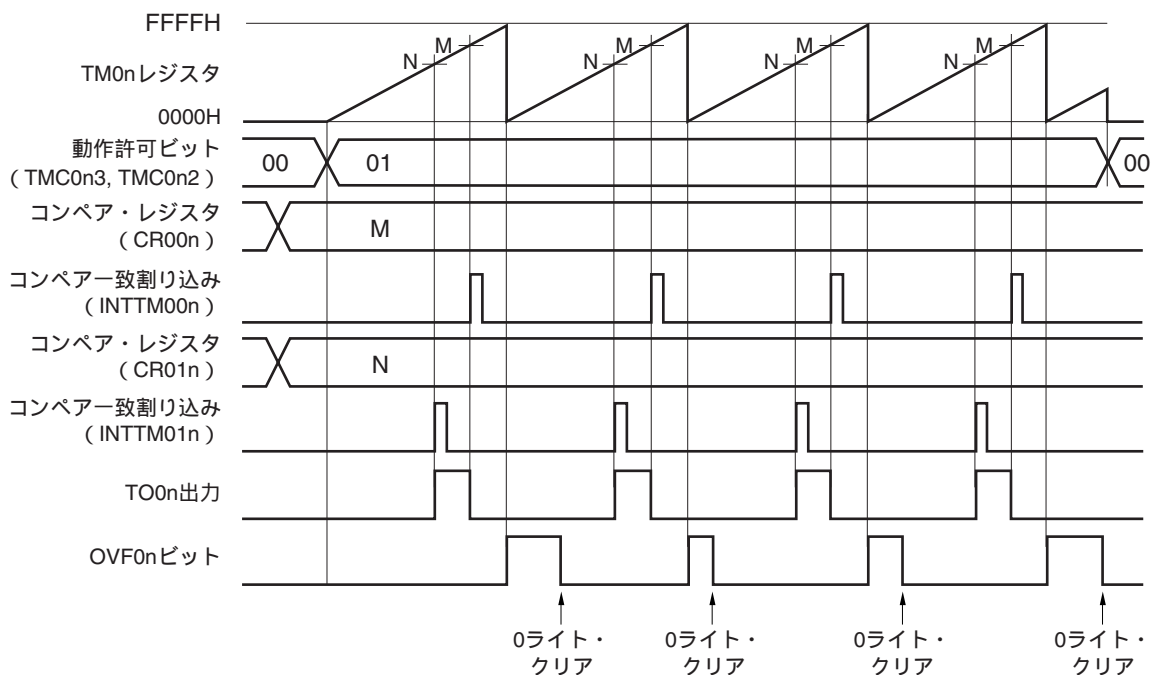 FFFFH
M M M M
N N N N
TM0nレジスタ
0000H
動作許可ビット
( TMC0n3, TMC0n2 )
00 01 00
コンペア・レジスタ
( CR00n )
M
コンペア一致割り込み
( INTTM00n )
コンペア・レジスタ
( CR01n )
N
コンペア一致割り込み
( INTTM01n )
TO0n出力
OVF0nビット
0ライト・ 0ライト・ 0ライト・ 0ライト・
クリア クリア クリア クリア